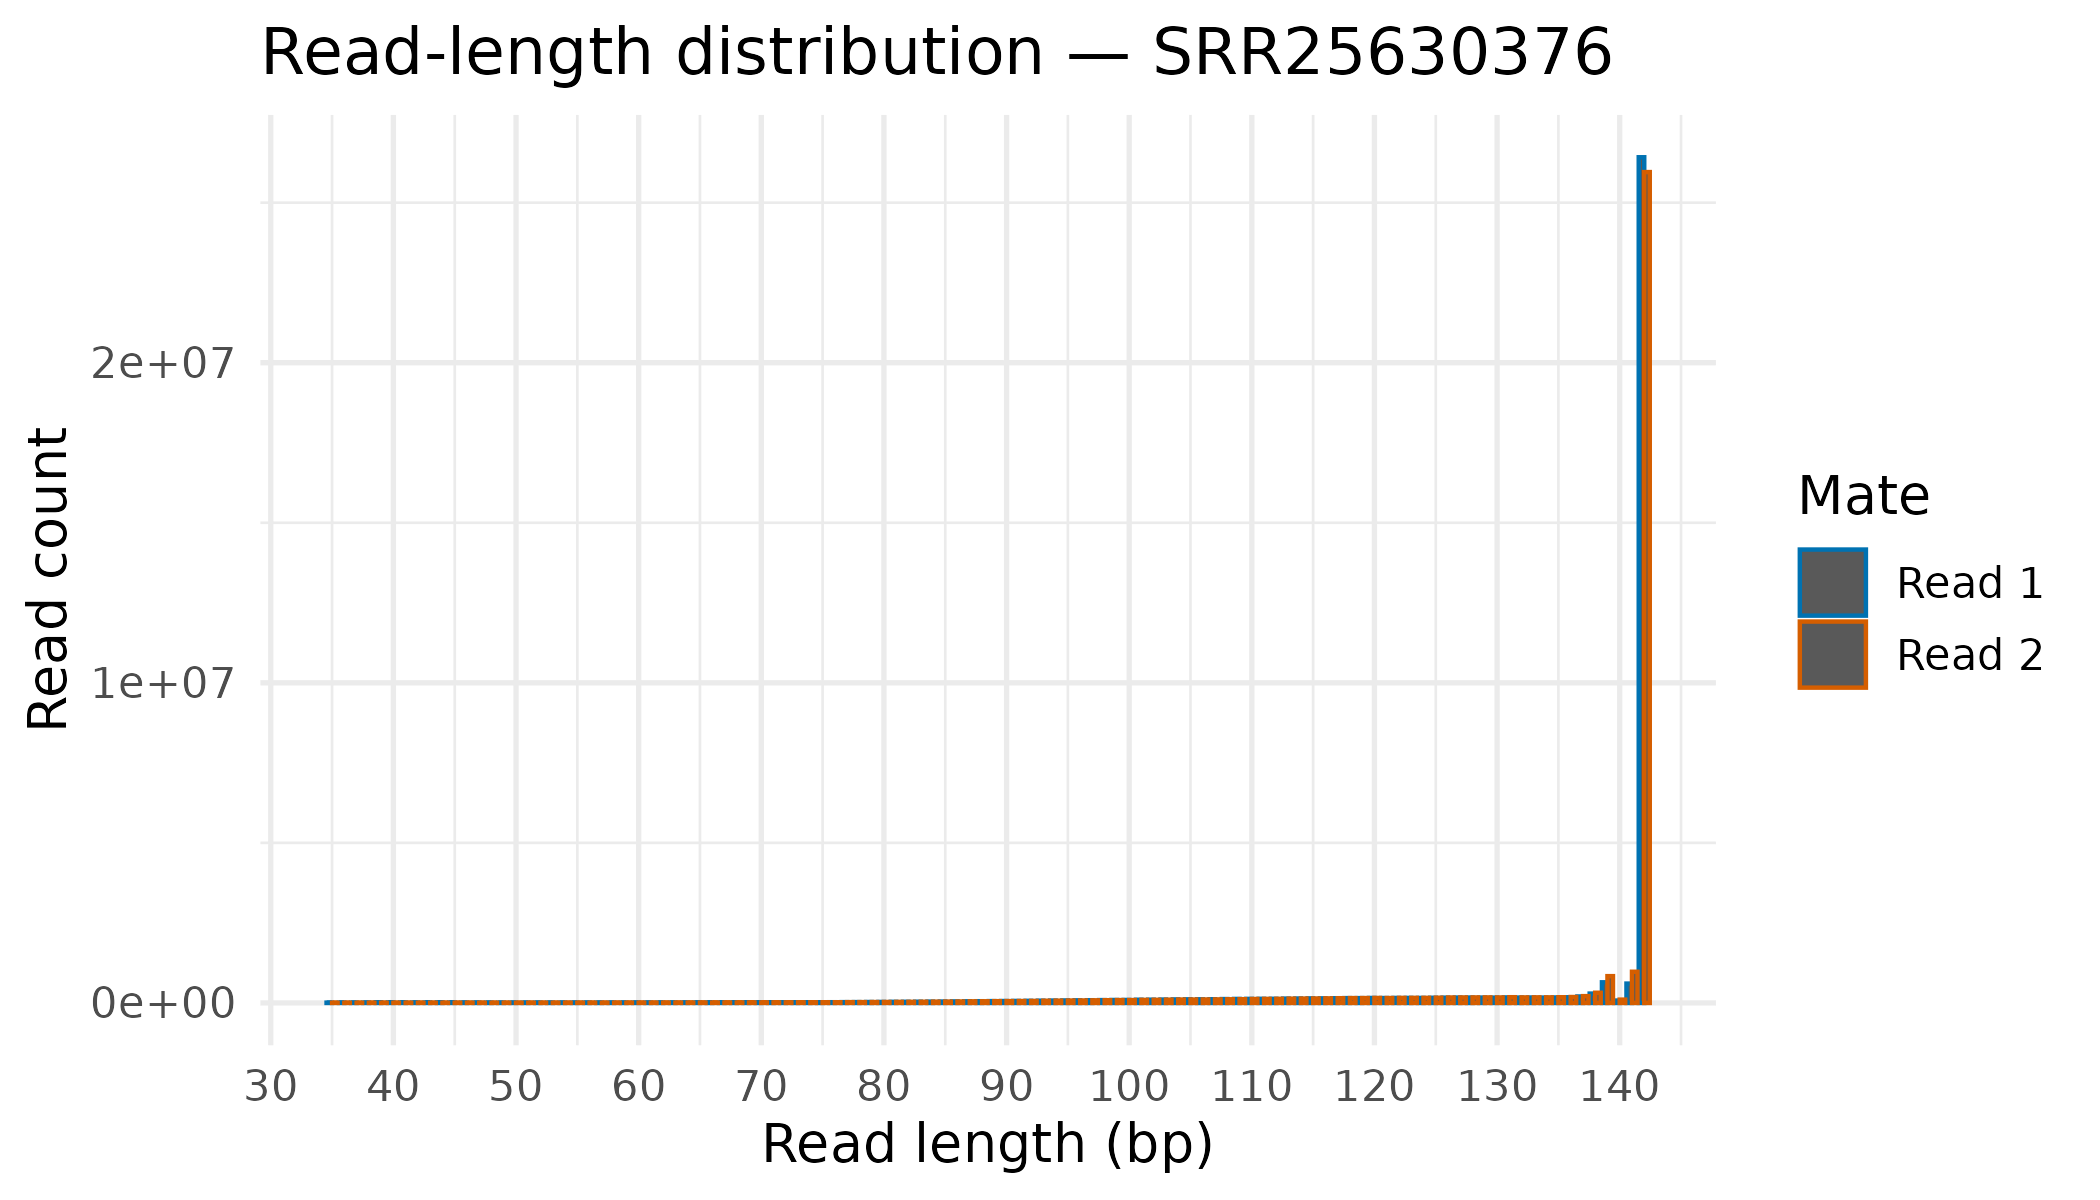 Read-length distribution — SRR25630376
Read count
2e+07
1e+07
0e+00
30 40 50 60 70 80 90 100 110 120 130 140
Read length (bp)
Mate
Read 1
Read 2